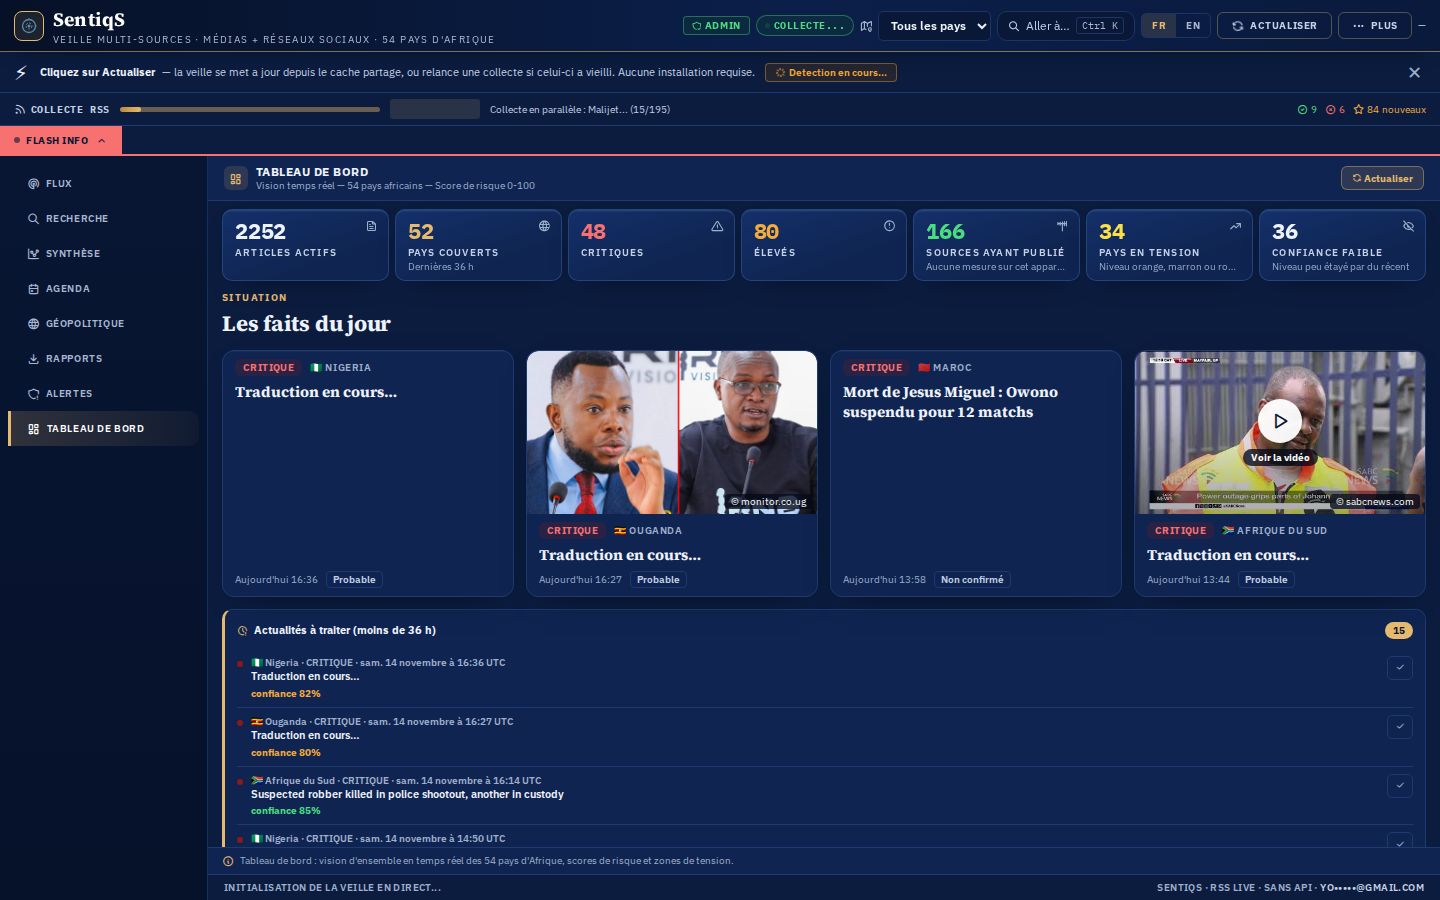 SentiqS
VEILLE MULTI-SOURCES · MÉDIAS + RÉSEAUX SOCIAUX · 54 PAYS D'AFRIQUE
ADMIN
COLLECTE...
Tous les pays
Aller à... Ctrl K
FR EN
ACTUALISER
··· PLUS
Cliquez sur Actualiser — la veille se met a jour depuis le cache partage, ou relance une collecte si celui-ci a vieilli. Aucune installation requise.
Detection en cours...
COLLECTE RSS
Collecte en parallèle : Malijet... (15/195)
9 6 84 nouveaux
FLASH INFO
FLUX
RECHERCHE
SYNTHÈSE
AGENDA
GÉOPOLITIQUE
RAPPORTS
ALERTES
TABLEAU DE BORD
TABLEAU DE BORD
Vision temps réel — 54 pays africains — Score de risque 0-100
Actualiser
2252
ARTICLES ACTIFS
52
PAYS COUVERTS
Dernières 36 h
48
CRITIQUES
80
ÉLEVÉS
166
SOURCES AYANT PUBLIÉ
Aucune mesure sur cet appar...
34
PAYS EN TENSION
Niveau orange, marron ou ro...
36
CONFIANCE FAIBLE
Niveau peu étayé par du récent
SITUATION
Les faits du jour
CRITIQUE NIGERIA
Traduction en cours...
Aujourd'hui 16:36 Probable
© monitor.co.ug
CRITIQUE OUGANDA
Traduction en cours...
Aujourd'hui 16:27 Probable
CRITIQUE MAROC
Mort de Jesus Miguel : Owono
suspendu pour 12 matchs
Aujourd'hui 13:58 Non confirmé
Voir la vidéo
SABC
NEWS
Power outage grips parts of Johann
© sabcnews.com
CRITIQUE AFRIQUE DU SUD
Traduction en cours...
Aujourd'hui 13:44 Probable
Actualités à traiter (moins de 36 h)
15
Nigeria · CRITIQUE · sam. 14 novembre à 16:36 UTC
Traduction en cours...
confiance 82%
Ouganda · CRITIQUE · sam. 14 novembre à 16:27 UTC
Traduction en cours...
confiance 80%
Afrique du Sud · CRITIQUE · sam. 14 novembre à 16:14 UTC
Suspected robber killed in police shootout, another in custody
confiance 85%
Nigeria · CRITIQUE · sam. 14 novembre à 14:50 UTC
Tableau de bord : vision d'ensemble en temps réel des 54 pays d'Afrique, scores de risque et zones de tension.
INITIALISATION DE LA VEILLE EN DIRECT...
SENTIQS · RSS LIVE · SANS API · YO•••••@GMAIL.COM